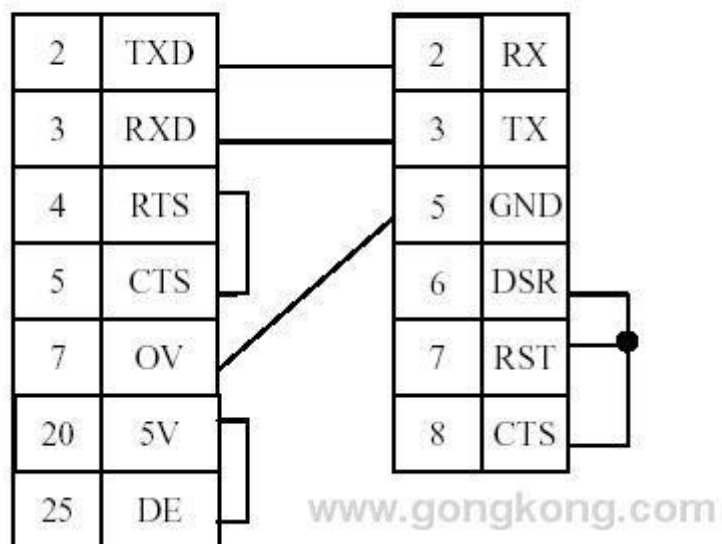 2 TXD 2 RX
3 RXD 3 TX
4 RTS 5 GND
5 CTS 6 DSR
7 OV 7 RST
20 5V 8 CTS
25 DE
www.gongkong.com